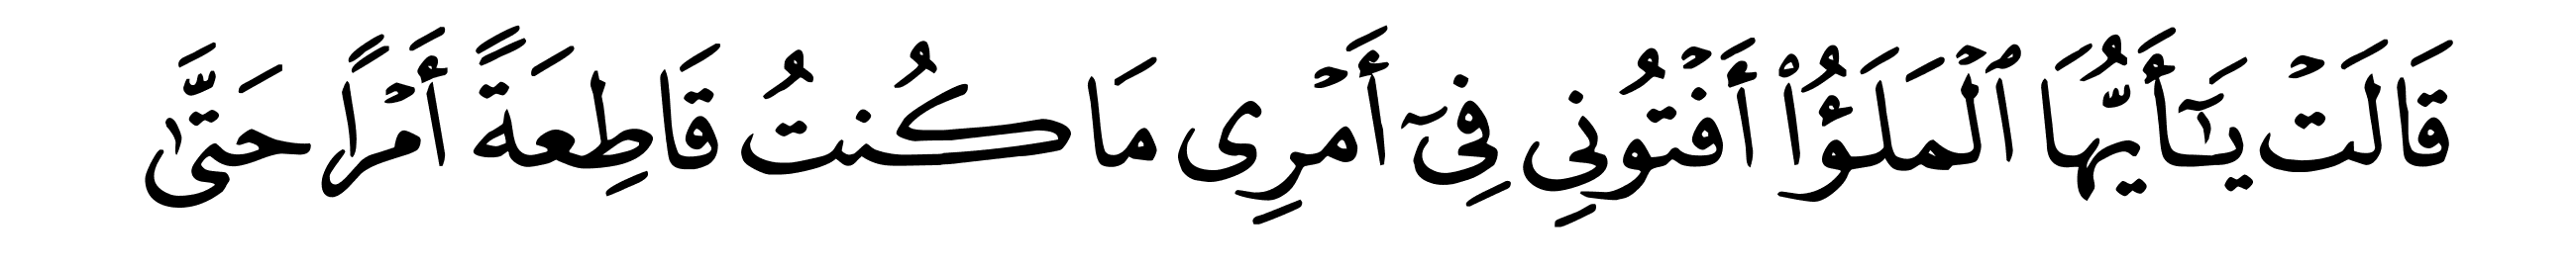 قَالَتۡ يَـٰٓأَيُّهَا ٱلۡمَلَؤُاْ أَفۡتُونِي فِيٓ أَمۡرِي مَا كُنتُ قَاطِعَةً أَمۡرًا حَتَّىٰ